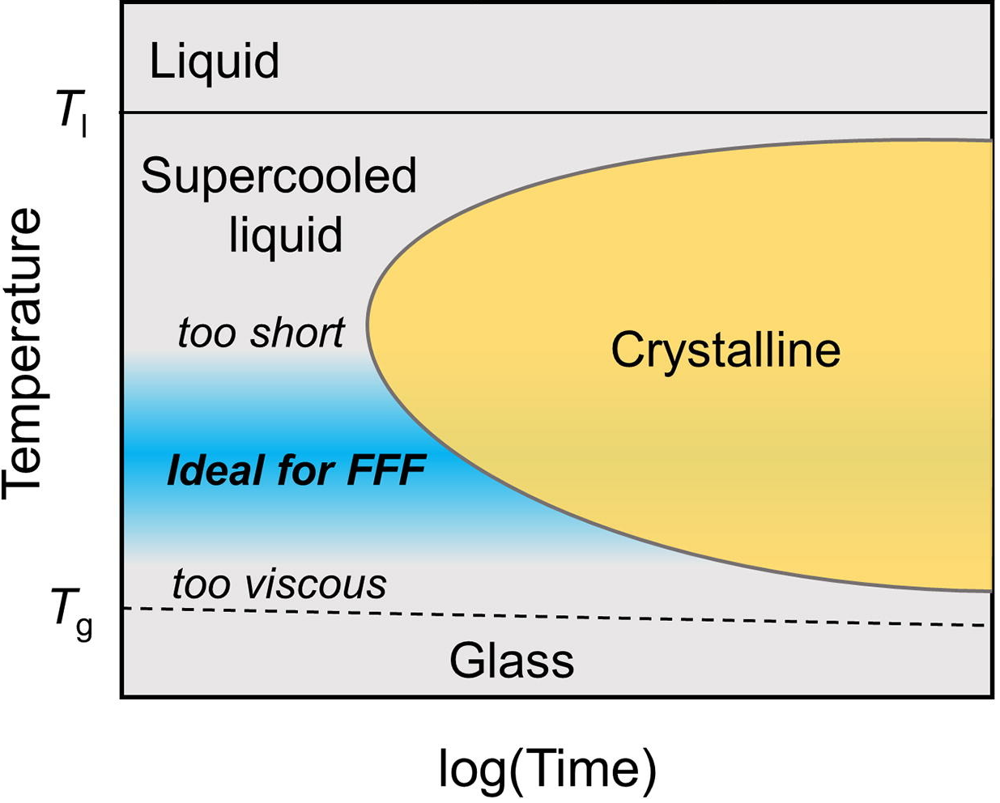 Liquid
Tl
Supercooled
liquid
too short
Crystalline
Ideal for FFF
too viscous
Tg
Glass
Temperature
log(Time)